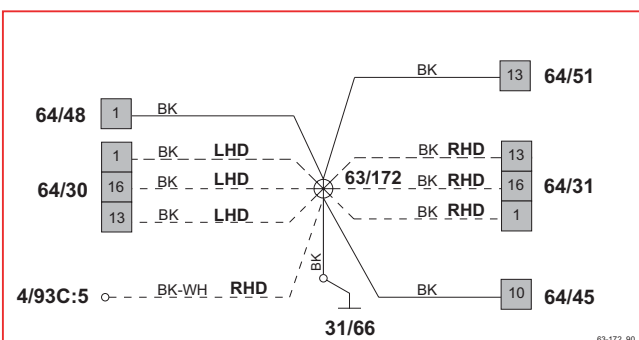 BK 13 64/51
64/48 1 BK
1 BK LHD BK RHD 13
64/30 16 BK LHD 63/172 BK RHD 16 64/31
13 BK LHD BK RHD 1
BK
4/93C:5 BK-WH RHD BK 10 64/45
31/66
63-172_90